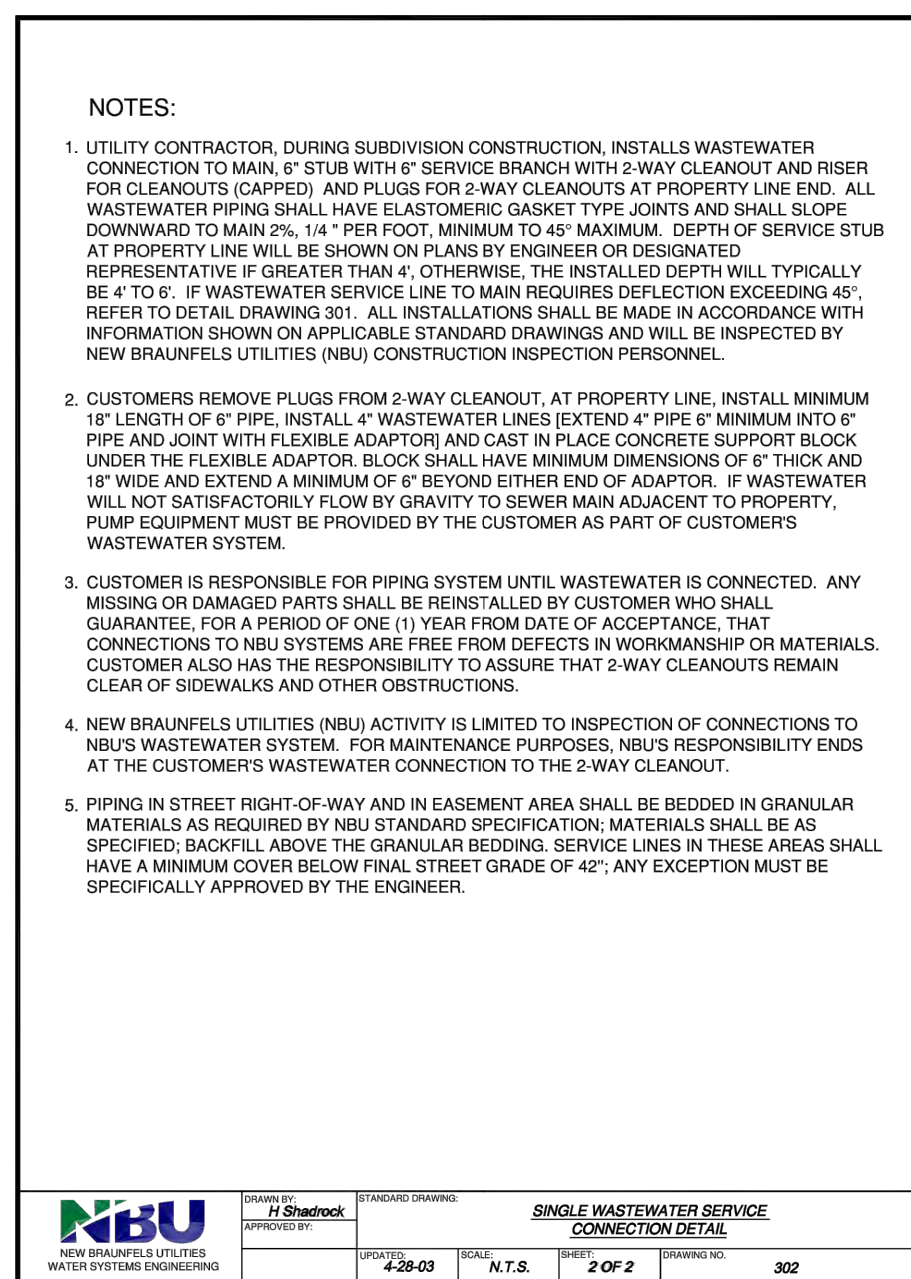 NOTES:
1. UTILITY CONTRACTOR, DURING SUBDIVISION CONSTRUCTION, INSTALLS WASTEWATER
CONNECTION TO MAIN, 6" STUB WITH 6" SERVICE BRANCH WITH 2-WAY CLEANOUT AND RISER
FOR CLEANOUTS (CAPPED) AND PLUGS FOR 2-WAY CLEANOUTS AT PROPERTY LINE END. ALL
WASTEWATER PIPING SHALL HAVE ELASTOMERIC GASKET TYPE JOINTS AND SHALL SLOPE
DOWNWARD TO MAIN 2%, 1/4 " PER FOOT, MINIMUM TO 45° MAXIMUM. DEPTH OF SERVICE STUB
AT PROPERTY LINE WILL BE SHOWN ON PLANS BY ENGINEER OR DESIGNATED
REPRESENTATIVE IF GREATER THAN 4', OTHERWISE, THE INSTALLED DEPTH WILL TYPICALLY
BE 4' TO 6'. IF WASTEWATER SERVICE LINE TO MAIN REQUIRES DEFLECTION EXCEEDING 45°,
REFER TO DETAIL DRAWING 301. ALL INSTALLATIONS SHALL BE MADE IN ACCORDANCE WITH
INFORMATION SHOWN ON APPLICABLE STANDARD DRAWINGS AND WILL BE INSPECTED BY
NEW BRAUNFELS UTILITIES (NBU) CONSTRUCTION INSPECTION PERSONNEL.
2. CUSTOMERS REMOVE PLUGS FROM 2-WAY CLEANOUT, AT PROPERTY LINE, INSTALL MINIMUM
18" LENGTH OF 6" PIPE, INSTALL 4" WASTEWATER LINES [EXTEND 4" PIPE 6" MINIMUM INTO 6"
PIPE AND JOINT WITH FLEXIBLE ADAPTOR] AND CAST IN PLACE CONCRETE SUPPORT BLOCK
UNDER THE FLEXIBLE ADAPTOR. BLOCK SHALL HAVE MINIMUM DIMENSIONS OF 6" THICK AND
18" WIDE AND EXTEND A MINIMUM OF 6" BEYOND EITHER END OF ADAPTOR. IF WASTEWATER
WILL NOT SATISFACTORILY FLOW BY GRAVITY TO SEWER MAIN ADJACENT TO PROPERTY,
PUMP EQUIPMENT MUST BE PROVIDED BY THE CUSTOMER AS PART OF CUSTOMER'S
WASTEWATER SYSTEM.
3. CUSTOMER IS RESPONSIBLE FOR PIPING SYSTEM UNTIL WASTEWATER IS CONNECTED. ANY
MISSING OR DAMAGED PARTS SHALL BE REINSTALLED BY CUSTOMER WHO SHALL
GUARANTEE, FOR A PERIOD OF ONE (1) YEAR FROM DATE OF ACCEPTANCE, THAT
CONNECTIONS TO NBU SYSTEMS ARE FREE FROM DEFECTS IN WORKMANSHIP OR MATERIALS.
CUSTOMER ALSO HAS THE RESPONSIBILITY TO ASSURE THAT 2-WAY CLEANOUTS REMAIN
CLEAR OF SIDEWALKS AND OTHER OBSTRUCTIONS.
4. NEW BRAUNFELS UTILITIES (NBU) ACTIVITY IS LIMITED TO INSPECTION OF CONNECTIONS TO
NBU'S WASTEWATER SYSTEM. FOR MAINTENANCE PURPOSES, NBU'S RESPONSIBILITY ENDS
AT THE CUSTOMER'S WASTEWATER CONNECTION TO THE 2-WAY CLEANOUT.
5. PIPING IN STREET RIGHT-OF-WAY AND IN EASEMENT AREA SHALL BE BEDDED IN GRANULAR
MATERIALS AS REQUIRED BY NBU STANDARD SPECIFICATION; MATERIALS SHALL BE AS
SPECIFIED; BACKFILL ABOVE THE GRANULAR BEDDING. SERVICE LINES IN THESE AREAS SHALL
HAVE A MINIMUM COVER BELOW FINAL STREET GRADE OF 42"; ANY EXCEPTION MUST BE
SPECIFICALLY APPROVED BY THE ENGINEER.
NBU
NEW BRAUNFELS UTILITIES
WATER SYSTEMS ENGINEERING
DRAWN BY:
H Shadrock
APPROVED BY:
STANDARD DRAWING:
SINGLE WASTEWATER SERVICE
CONNECTION DETAIL
UPDATED:
4-28-03
SCALE:
N.T.S.
SHEET:
2 OF 2
DRAWING NO.
302